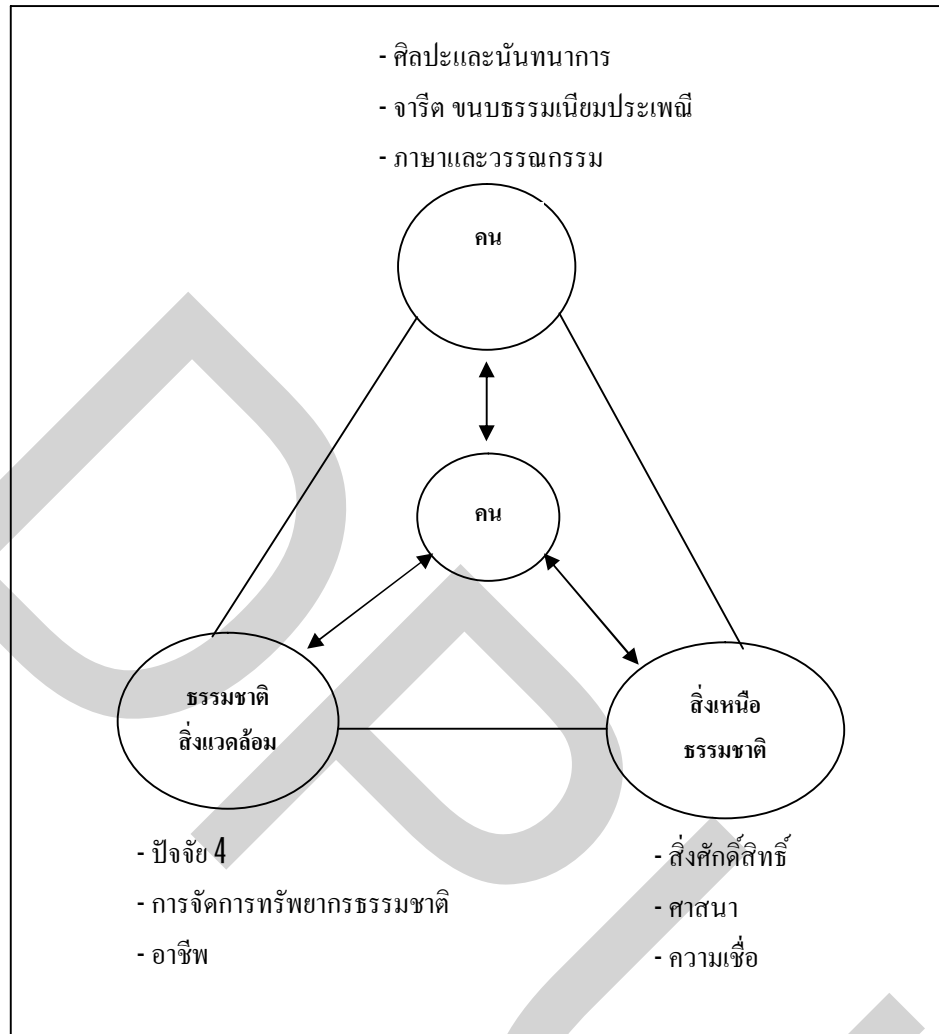 - ศิลปะและนันทนาการ
- จารีต ขนบธรรมเนียมประเพณี
- ภาษาและวรรณกรรม
คน
คน
ธรรมชาติ
สิ่งแวดล้อม
สิ่งเหนือ
ธรรมชาติ
- ปัจจัย 4
- การจัดการทรัพยากรธรรมชาติ
- อาชีพ
- สิ่งศักดิ์สิทธิ์
- ศาสนา
- ความเชื่อ